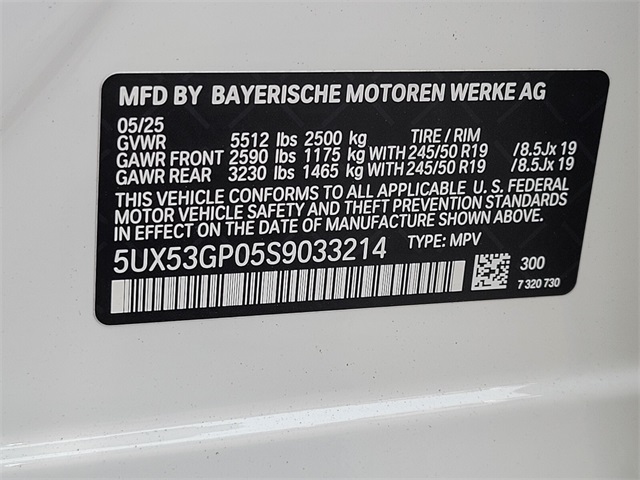 MFD BY BAYERISCHE MOTOREN WERKE AG
05/25
GVWR 5512 lbs 2500 kg TIRE / RIM
GAWR FRONT 2590 lbs 1175 kg WITH 245/50 R19 /8.5Jx 19
GAWR REAR 3230 lbs 1465 kg WITH 245/50 R19 /8.5Jx 19
THIS VEHICLE CONFORMS TO ALL APPLICABLE U. S. FEDERAL
MOTOR VEHICLE SAFETY AND THEFT PREVENTION STANDARDS
IN EFFECT ON THE DATE OF MANUFACTURE SHOWN ABOVE.
5UX53GP05S9033214 TYPE: MPV
300
7 320 730